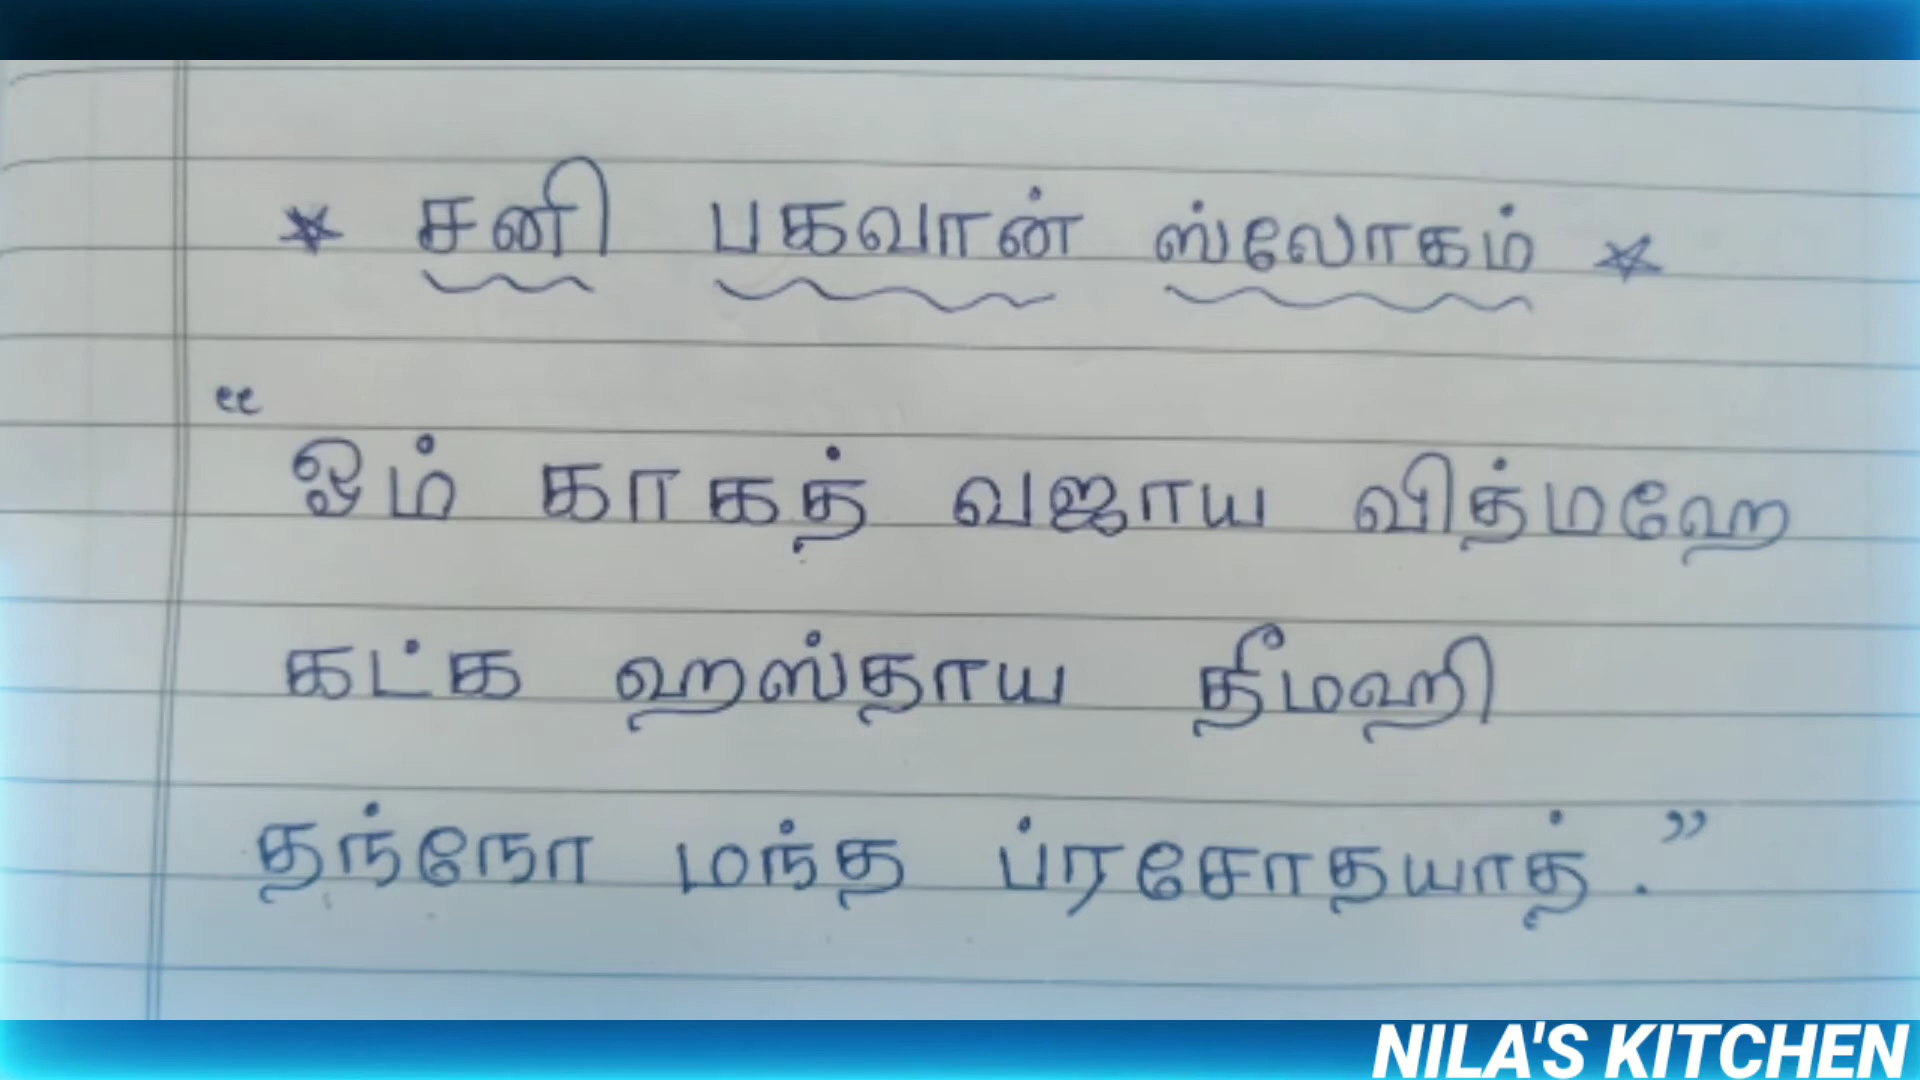 * சனி பகவான் ஸ்லோகம் *
“ஓம் காகத் வஜாய வித்மஹே
கட்க ஹஸ்தாய தீமஹி
தந்நோ மந்த ப்ரசோதயாத்.”
NILA'S KITCHEN